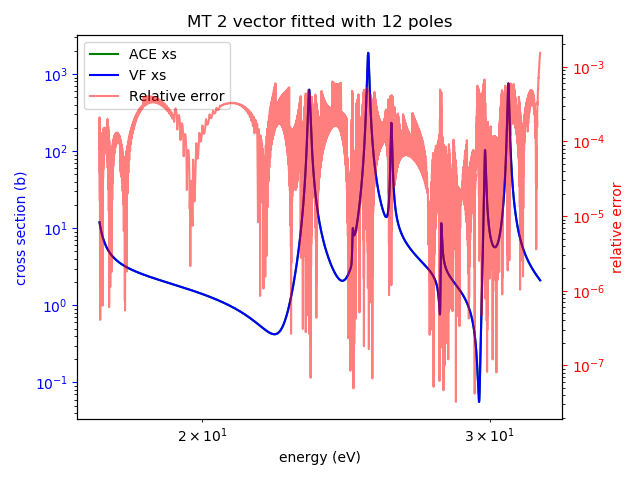 MT 2 vector fitted with 12 poles
ACE xs
VF xs
Relative error
cross section (b)
10³
10²
10¹
10⁰
10⁻¹
10⁻³
10⁻⁴
10⁻⁵
10⁻⁶
10⁻⁷
relative error
2 × 10¹
3 × 10¹
energy (eV)